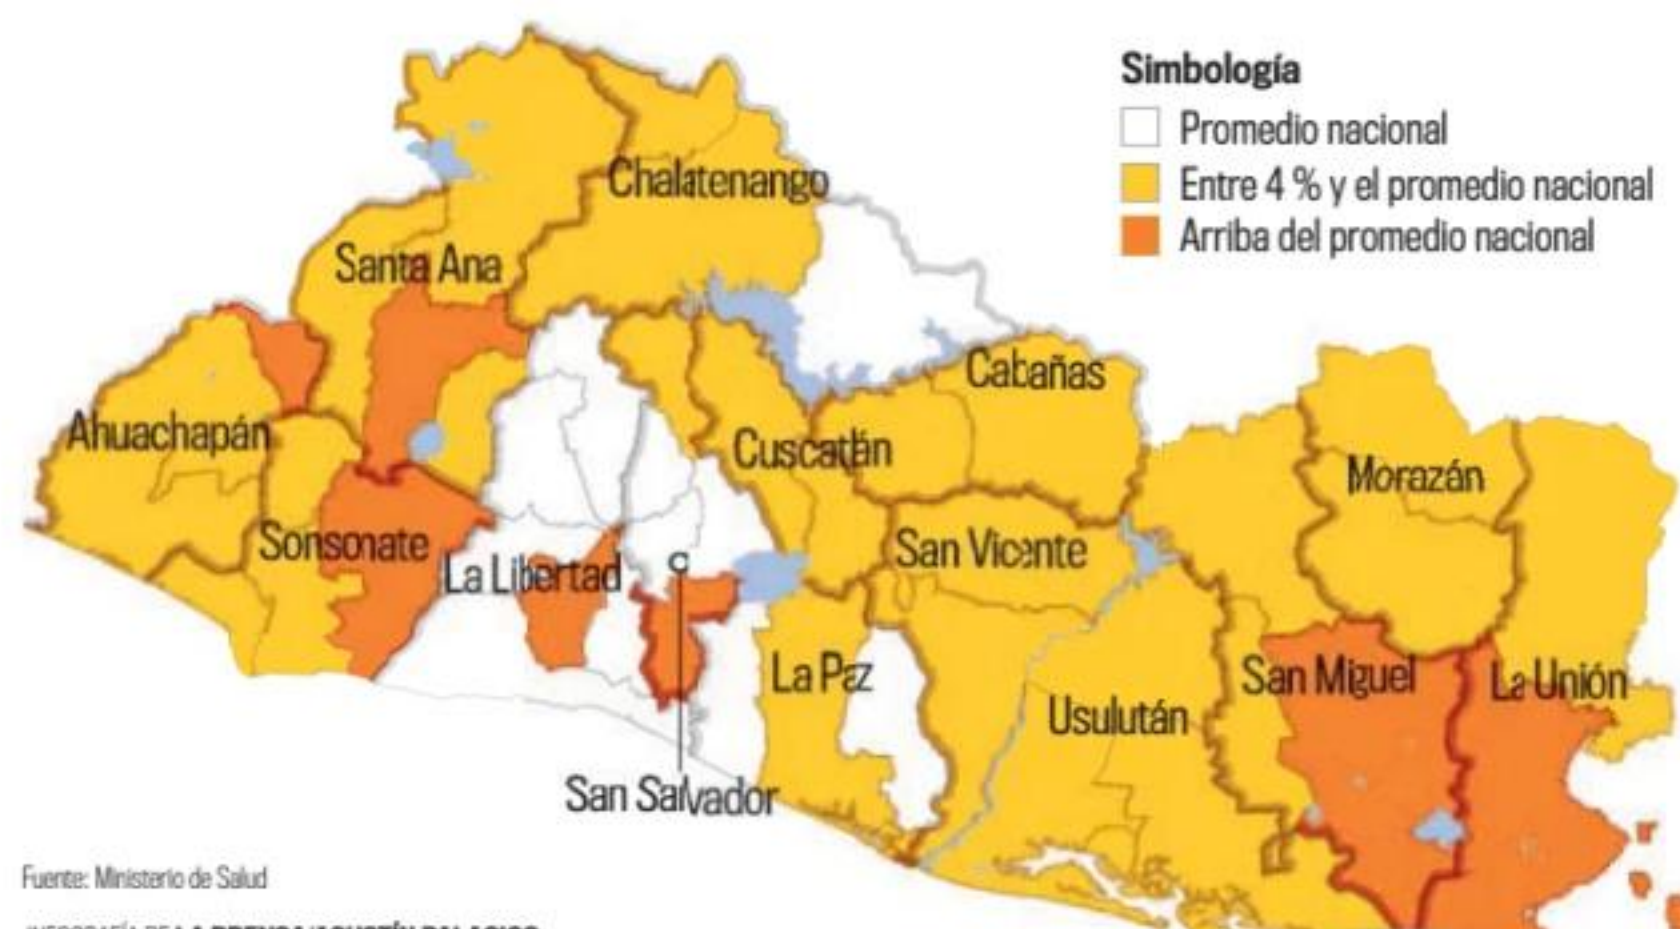 Simbología
Promedio nacional
Entre 4 % y el promedio nacional
Arriba del promedio nacional
Chalatenango
Santa Ana
Cabañas
Ahuachapán
Cuscatlán
Morazán
Sonsonate
La Libertad
San Vicente
La Paz
San Miguel
La Unión
Usulután
San Salvador
Fuente: Ministerio de Salud